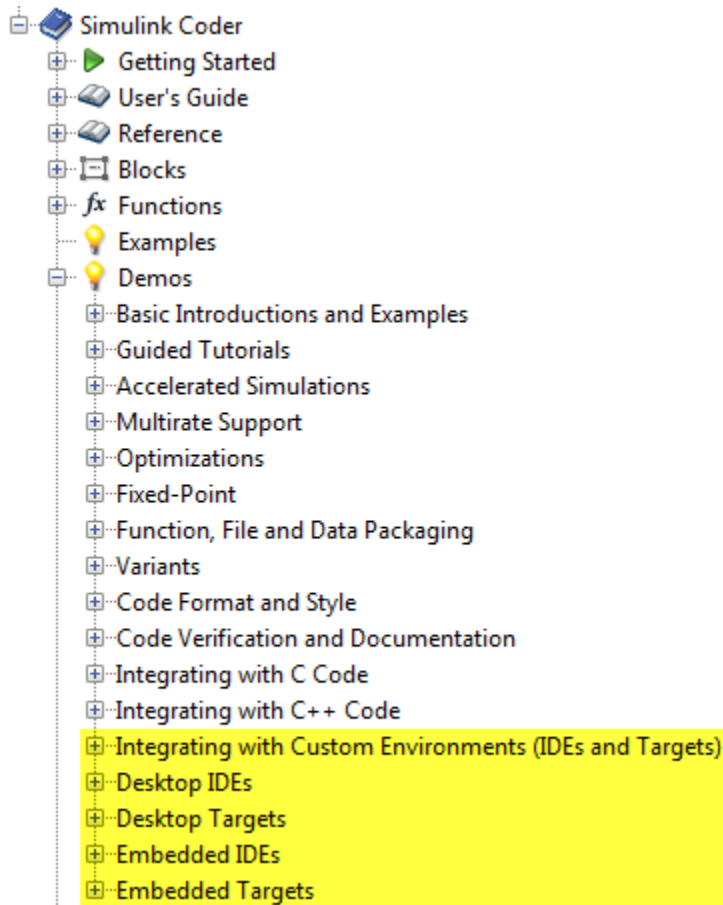 Simulink Coder
Getting Started
User's Guide
Reference
Blocks
fx Functions
Examples
Demos
Basic Introductions and Examples
Guided Tutorials
Accelerated Simulations
Multirate Support
Optimizations
Fixed-Point
Function, File and Data Packaging
Variants
Code Format and Style
Code Verification and Documentation
Integrating with C Code
Integrating with C++ Code
Integrating with Custom Environments (IDEs and Targets)
Desktop IDEs
Desktop Targets
Embedded IDEs
Embedded Targets